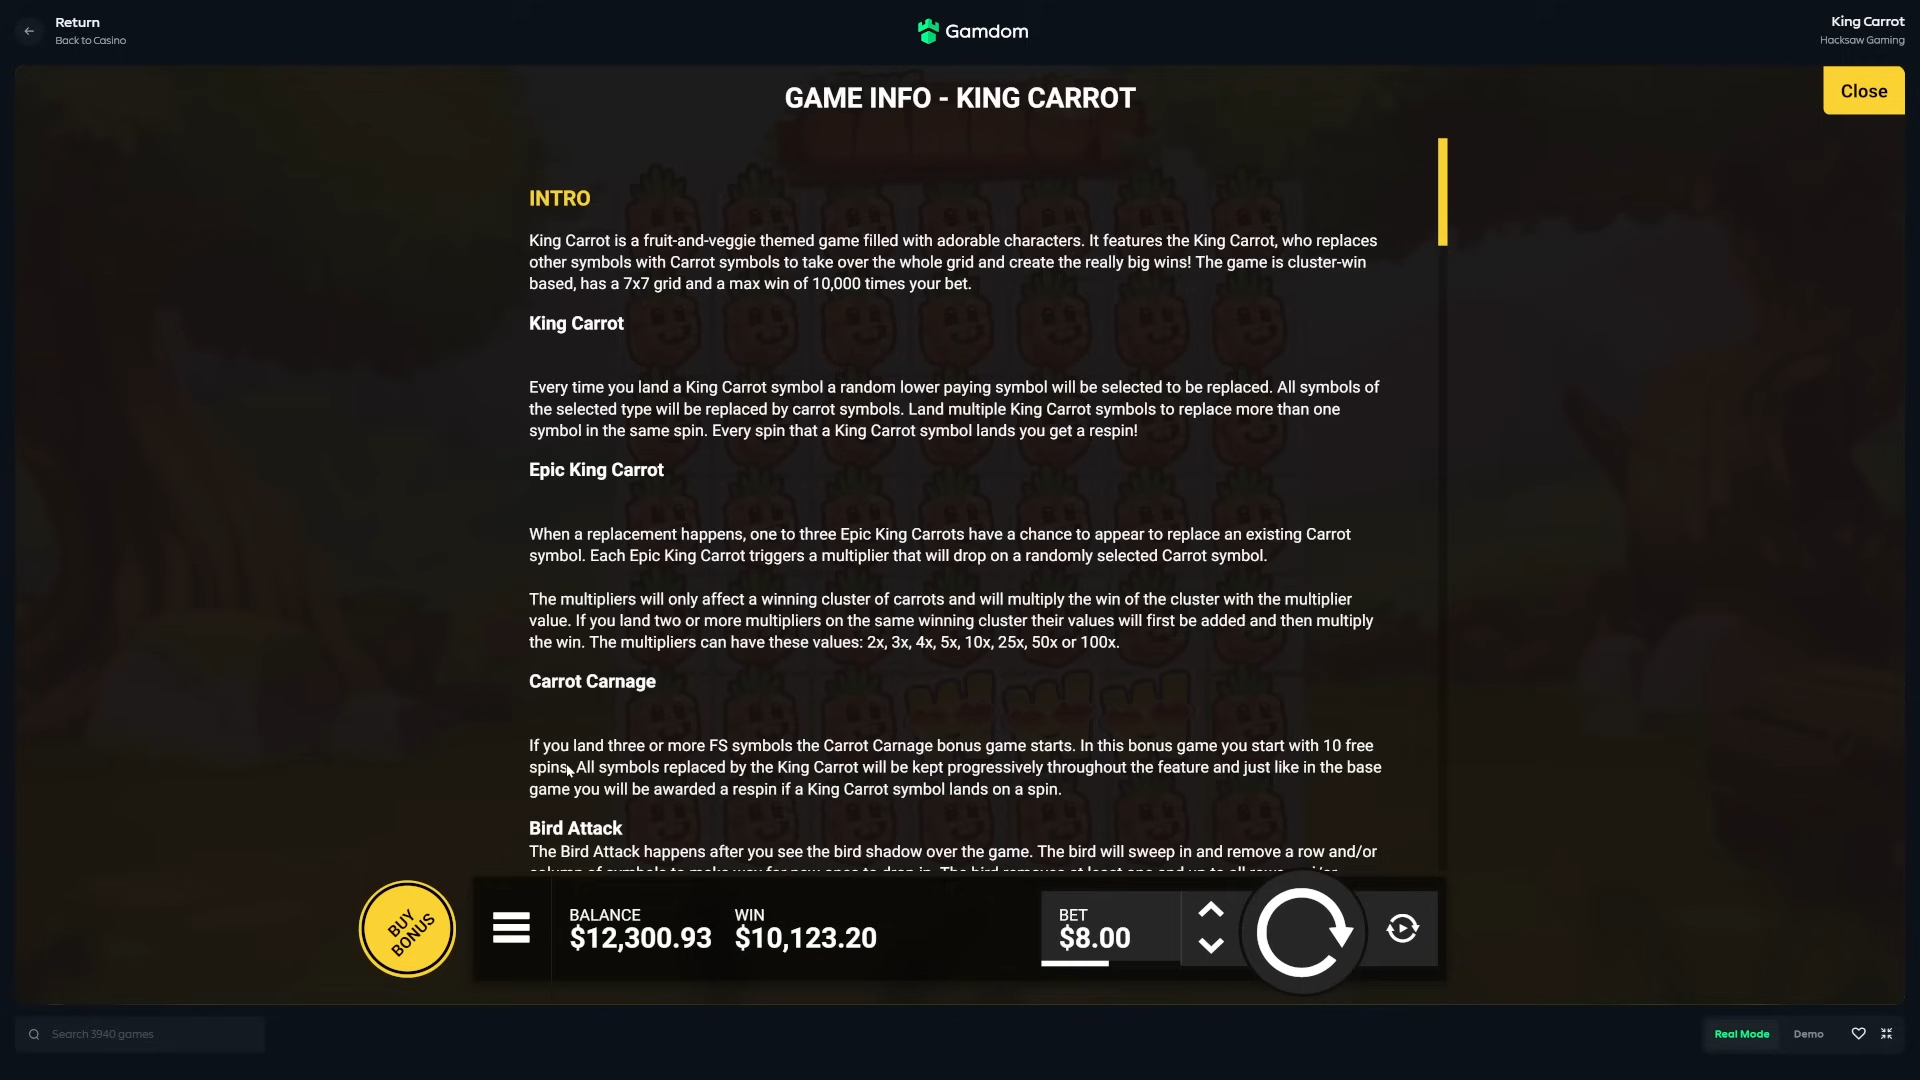 Return
Back to Casino
Gamdom
King Carrot
Hacksaw Gaming
Close
GAME INFO - KING CARROT
INTRO
King Carrot is a fruit-and-veggie themed game filled with adorable characters. It features the King Carrot, who replaces
other symbols with Carrot symbols to take over the whole grid and create the really big wins! The game is cluster-win
based, has a 7x7 grid and a max win of 10,000 times your bet.
King Carrot
Every time you land a King Carrot symbol a random lower paying symbol will be selected to be replaced. All symbols of
the selected type will be replaced by carrot symbols. Land multiple King Carrot symbols to replace more than one
symbol in the same spin. Every spin that a King Carrot symbol lands you get a respin!
Epic King Carrot
When a replacement happens, one to three Epic King Carrots have a chance to appear to replace an existing Carrot
symbol. Each Epic King Carrot triggers a multiplier that will drop on a randomly selected Carrot symbol.
The multipliers will only affect a winning cluster of carrots and will multiply the win of the cluster with the multiplier
value. If you land two or more multipliers on the same winning cluster their values will first be added and then multiply
the win. The multipliers can have these values: 2x, 3x, 4x, 5x, 10x, 25x, 50x or 100x.
Carrot Carnage
If you land three or more FS symbols the Carrot Carnage bonus game starts. In this bonus game you start with 10 free
spins. All symbols replaced by the King Carrot will be kept progressively throughout the feature and just like in the base
game you will be awarded a respin if a King Carrot symbol lands on a spin.
Bird Attack
The Bird Attack happens after you see the bird shadow over the game. The bird will sweep in and remove a row and/or
BUY
BONUS
BALANCE
$12,300.93
WIN
$10,123.20
BET
$8.00
Search 3940 games
Real Mode
Demo